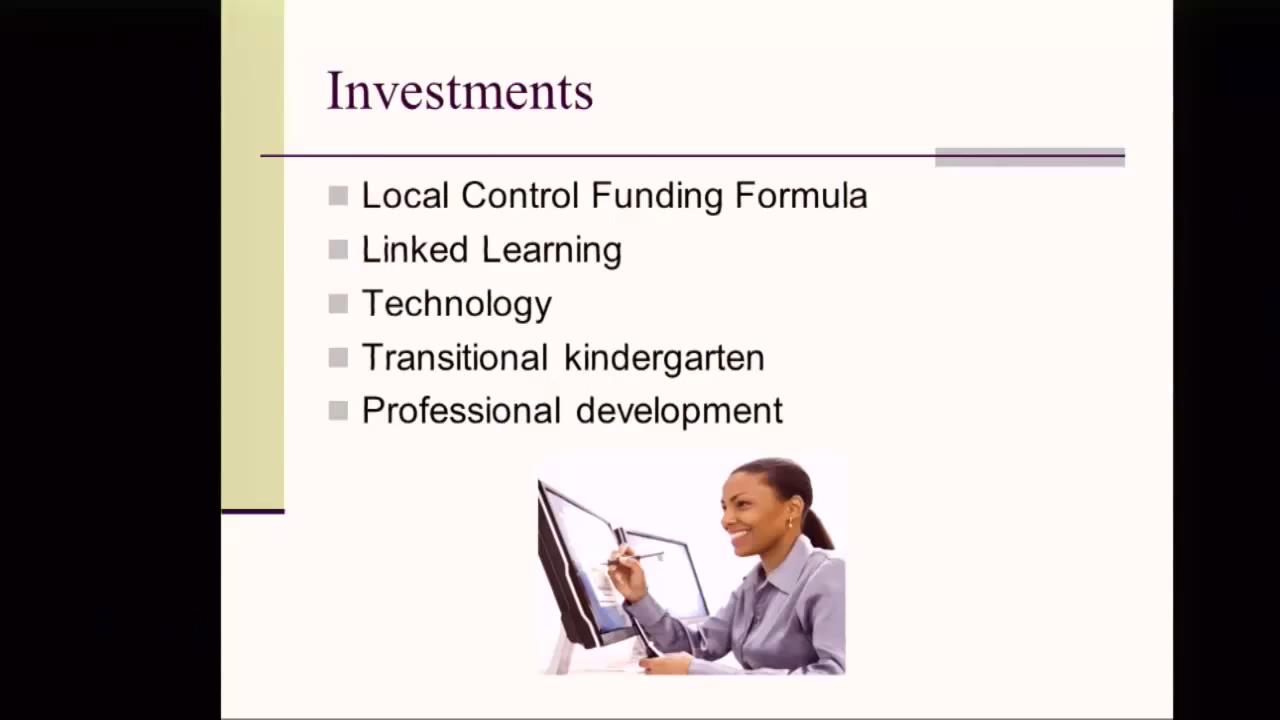 Investments
Local Control Funding Formula
Linked Learning
Technology
Transitional kindergarten
Professional development